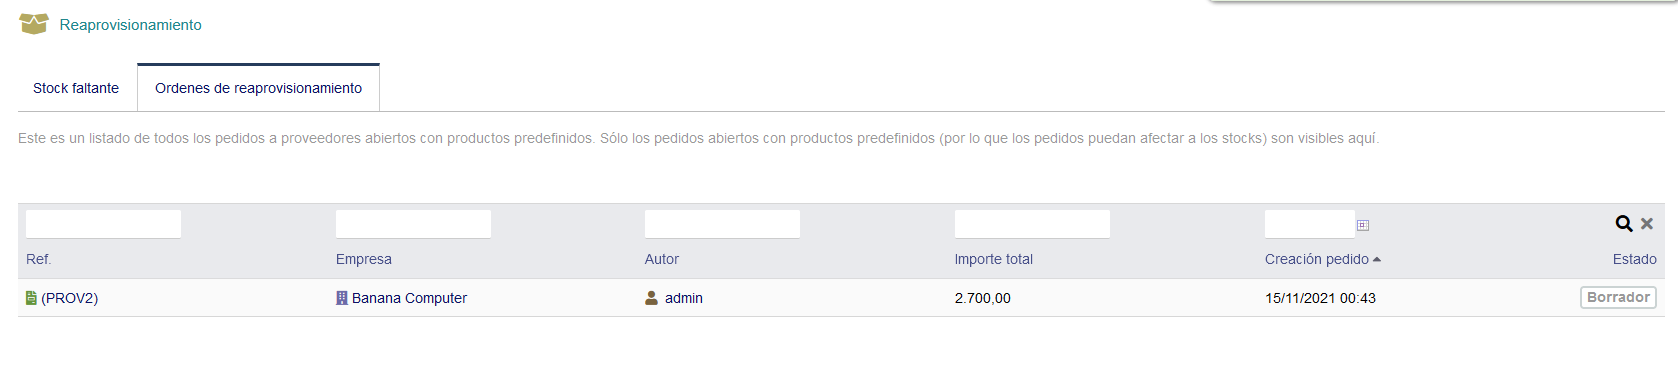 Reaprovisionamiento
Stock faltante Ordenes de reaprovisionamiento
Este es un listado de todos los pedidos a proveedores abiertos con productos predefinidos. Sólo los pedidos abiertos con productos predefinidos (por lo que los pedidos puedan afectar a los stocks) son visibles aquí.
Ref. Empresa Autor Importe total Creación pedido Estado
(PROV2) Banana Computer admin 2.700,00 15/11/2021 00:43 Borrador